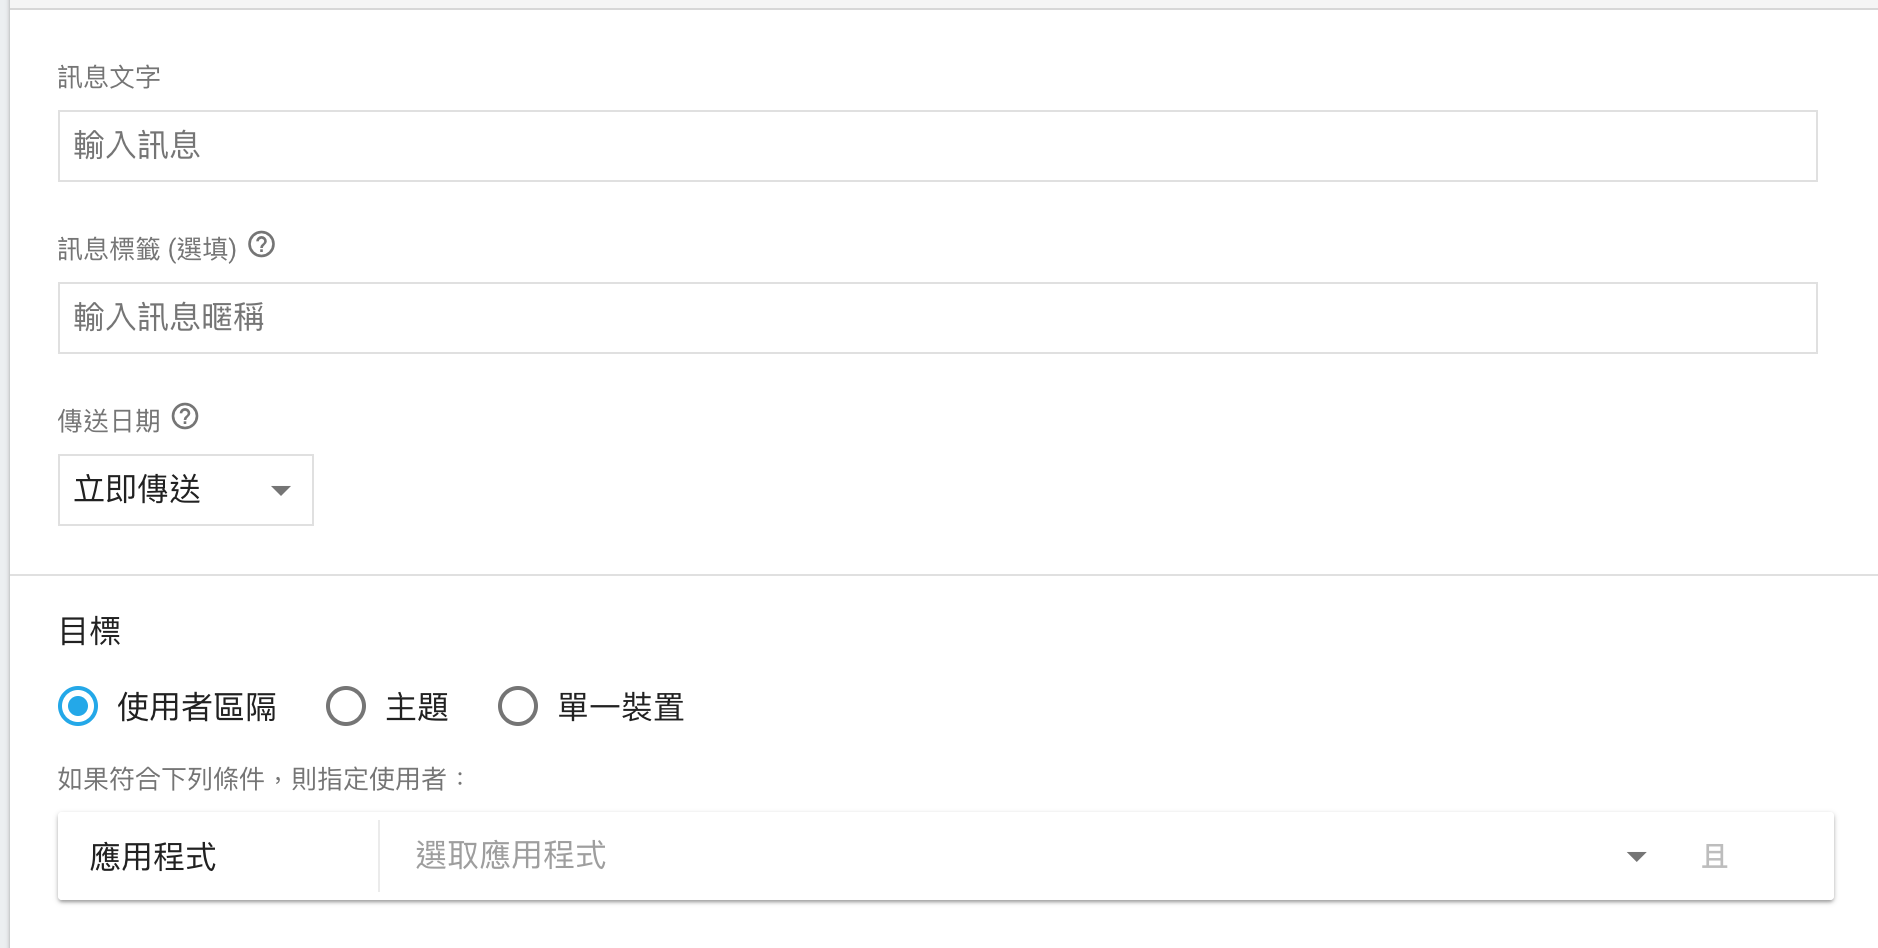 訊息文字
輸入訊息
訊息標籤 (選填)
輸入訊息暱稱
傳送日期
立即傳送
目標
使用者區隔 主題 單一裝置
如果符合下列條件，則指定使用者：
應用程式 選取應用程式 且